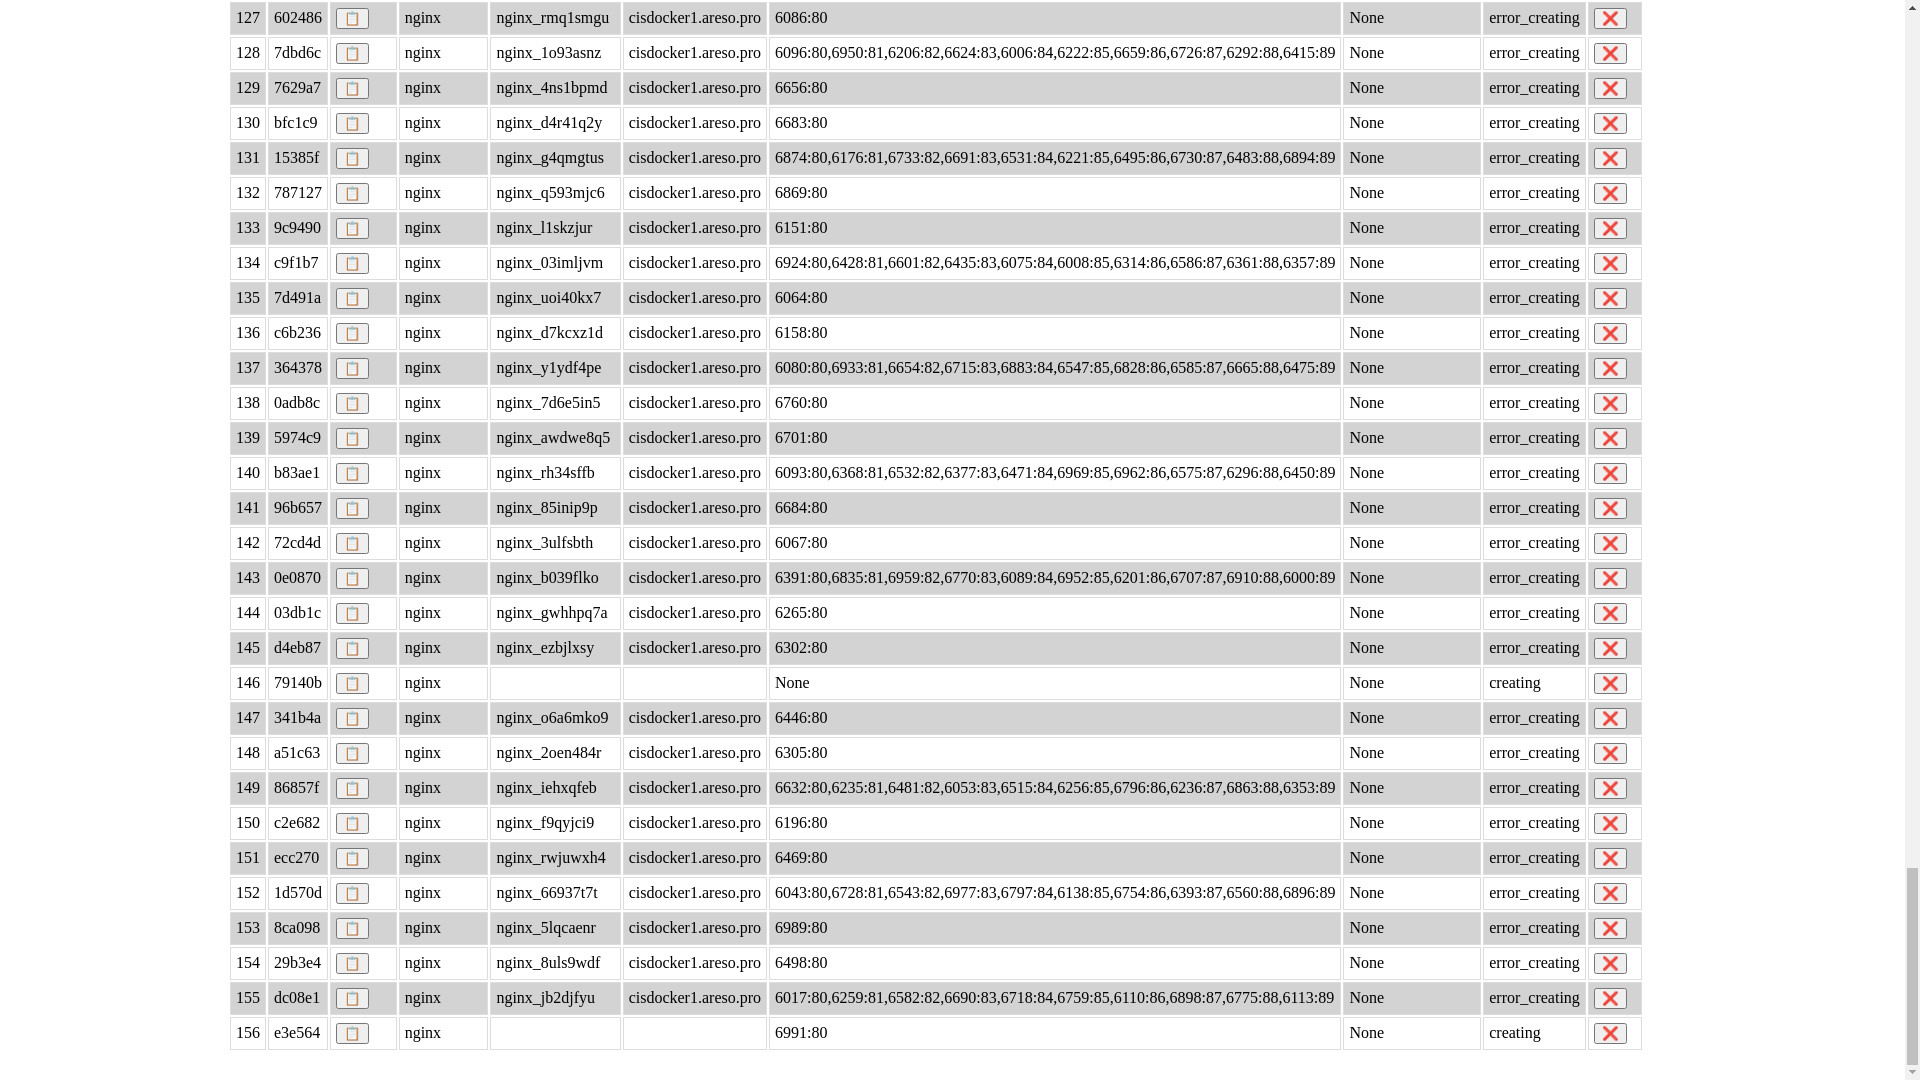 127 602486 nginx nginx_rmq1smgu cisdocker1.areso.pro 6086:80 None error_creating
128 7dbd6c nginx nginx_1o93asnz cisdocker1.areso.pro 6096:80,6950:81,6206:82,6624:83,6006:84,6222:85,6659:86,6726:87,6292:88,6415:89 None error_creating
129 7629a7 nginx nginx_4ns1bpmd cisdocker1.areso.pro 6656:80 None error_creating
130 bfc1c9 nginx nginx_d4r41q2y cisdocker1.areso.pro 6683:80 None error_creating
131 15385f nginx nginx_g4qmgtus cisdocker1.areso.pro 6874:80,6176:81,6733:82,6691:83,6531:84,6221:85,6495:86,6730:87,6483:88,6894:89 None error_creating
132 787127 nginx nginx_q593mjc6 cisdocker1.areso.pro 6869:80 None error_creating
133 9c9490 nginx nginx_l1skzjur cisdocker1.areso.pro 6151:80 None error_creating
134 c9f1b7 nginx nginx_03imljvm cisdocker1.areso.pro 6924:80,6428:81,6601:82,6435:83,6075:84,6008:85,6314:86,6586:87,6361:88,6357:89 None error_creating
135 7d491a nginx nginx_uoi40kx7 cisdocker1.areso.pro 6064:80 None error_creating
136 c6b236 nginx nginx_d7kcxz1d cisdocker1.areso.pro 6158:80 None error_creating
137 364378 nginx nginx_y1ydf4pe cisdocker1.areso.pro 6080:80,6933:81,6654:82,6715:83,6883:84,6547:85,6828:86,6585:87,6665:88,6475:89 None error_creating
138 0adb8c nginx nginx_7d6e5in5 cisdocker1.areso.pro 6760:80 None error_creating
139 5974c9 nginx nginx_awdwe8q5 cisdocker1.areso.pro 6701:80 None error_creating
140 b83ae1 nginx nginx_rh34sffb cisdocker1.areso.pro 6093:80,6368:81,6532:82,6377:83,6471:84,6969:85,6962:86,6575:87,6296:88,6450:89 None error_creating
141 96b657 nginx nginx_85inip9p cisdocker1.areso.pro 6684:80 None error_creating
142 72cd4d nginx nginx_3ulfsbth cisdocker1.areso.pro 6067:80 None error_creating
143 0e0870 nginx nginx_b039flko cisdocker1.areso.pro 6391:80,6835:81,6959:82,6770:83,6089:84,6952:85,6201:86,6707:87,6910:88,6000:89 None error_creating
144 03db1c nginx nginx_gwhhpq7a cisdocker1.areso.pro 6265:80 None error_creating
145 d4eb87 nginx nginx_ezbjlxsy cisdocker1.areso.pro 6302:80 None error_creating
146 79140b nginx None None creating
147 341b4a nginx nginx_o6a6mko9 cisdocker1.areso.pro 6446:80 None error_creating
148 a51c63 nginx nginx_2oen484r cisdocker1.areso.pro 6305:80 None error_creating
149 86857f nginx nginx_iehxqfeb cisdocker1.areso.pro 6632:80,6235:81,6481:82,6053:83,6515:84,6256:85,6796:86,6236:87,6863:88,6353:89 None error_creating
150 c2e682 nginx nginx_f9qyjci9 cisdocker1.areso.pro 6196:80 None error_creating
151 ecc270 nginx nginx_rwjuwxh4 cisdocker1.areso.pro 6469:80 None error_creating
152 1d570d nginx nginx_66937t7t cisdocker1.areso.pro 6043:80,6728:81,6543:82,6977:83,6797:84,6138:85,6754:86,6393:87,6560:88,6896:89 None error_creating
153 8ca098 nginx nginx_5lqcaenr cisdocker1.areso.pro 6989:80 None error_creating
154 29b3e4 nginx nginx_8uls9wdf cisdocker1.areso.pro 6498:80 None error_creating
155 dc08e1 nginx nginx_jb2djfyu cisdocker1.areso.pro 6017:80,6259:81,6582:82,6690:83,6718:84,6759:85,6110:86,6898:87,6775:88,6113:89 None error_creating
156 e3e564 nginx 6991:80 None creating